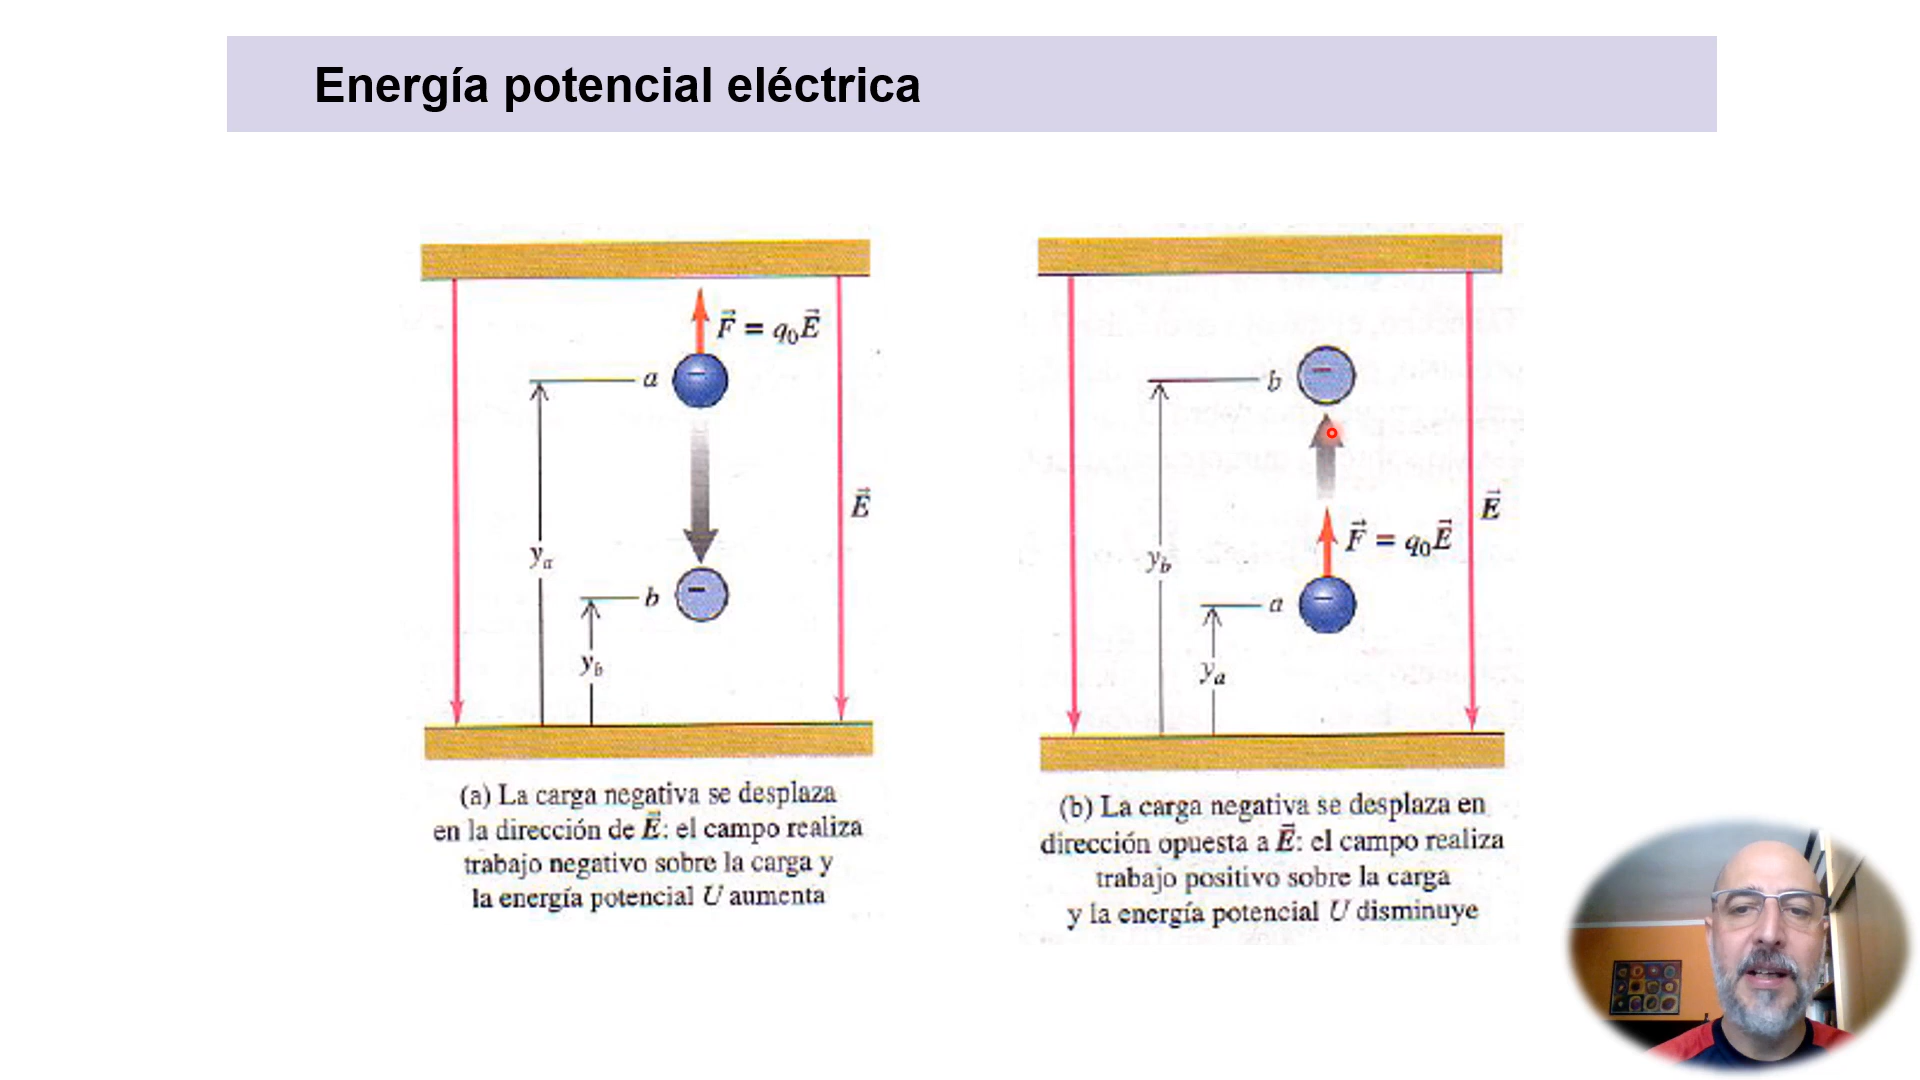 Energía potencial eléctrica
F⃗ = q₀E⃗
a
yₐ
E⃗
b
y_b
(a) La carga negativa se desplaza
en la dirección de E⃗: el campo realiza
trabajo negativo sobre la carga y
la energía potencial U aumenta
b
y_b
E⃗
F⃗ = q₀E⃗
a
yₐ
(b) La carga negativa se desplaza en
dirección opuesta a E⃗: el campo realiza
trabajo positivo sobre la carga
y la energía potencial U disminuye